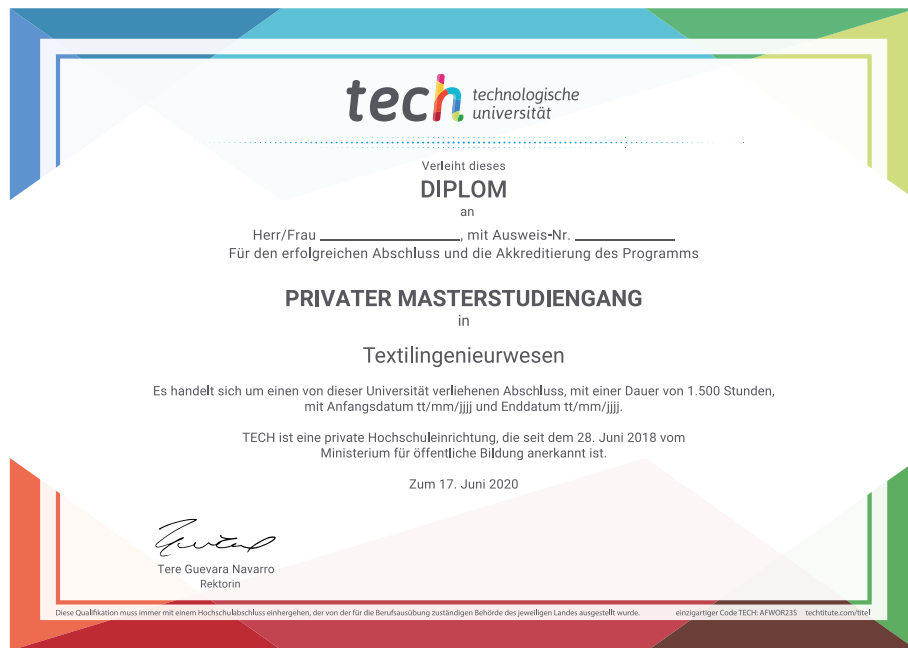 tech technologische
universität
Verleiht dieses
DIPLOM
an
Herr/Frau ____________________, mit Ausweis-Nr. ______________
Für den erfolgreichen Abschluss und die Akkreditierung des Programms
PRIVATER MASTERSTUDIENGANG
in
Textilingenieurwesen
Es handelt sich um einen von dieser Universität verliehenen Abschluss, mit einer Dauer von 1.500 Stunden,
mit Anfangsdatum tt/mm/jjjj und Enddatum tt/mm/jjjj.
TECH ist eine private Hochschuleinrichtung, die seit dem 28. Juni 2018 vom
Ministerium für öffentliche Bildung anerkannt ist.
Zum 17. Juni 2020
Tere Guevara Navarro
Rektorin
Diese Qualifikation muss immer mit einem Hochschulabschluss einhergehen, der von der für die Berufsausübung zuständigen Behörde des jeweiligen Landes ausgestellt wurde. einzigartiger Code TECH: AFWOR23S techtitute.com/titel